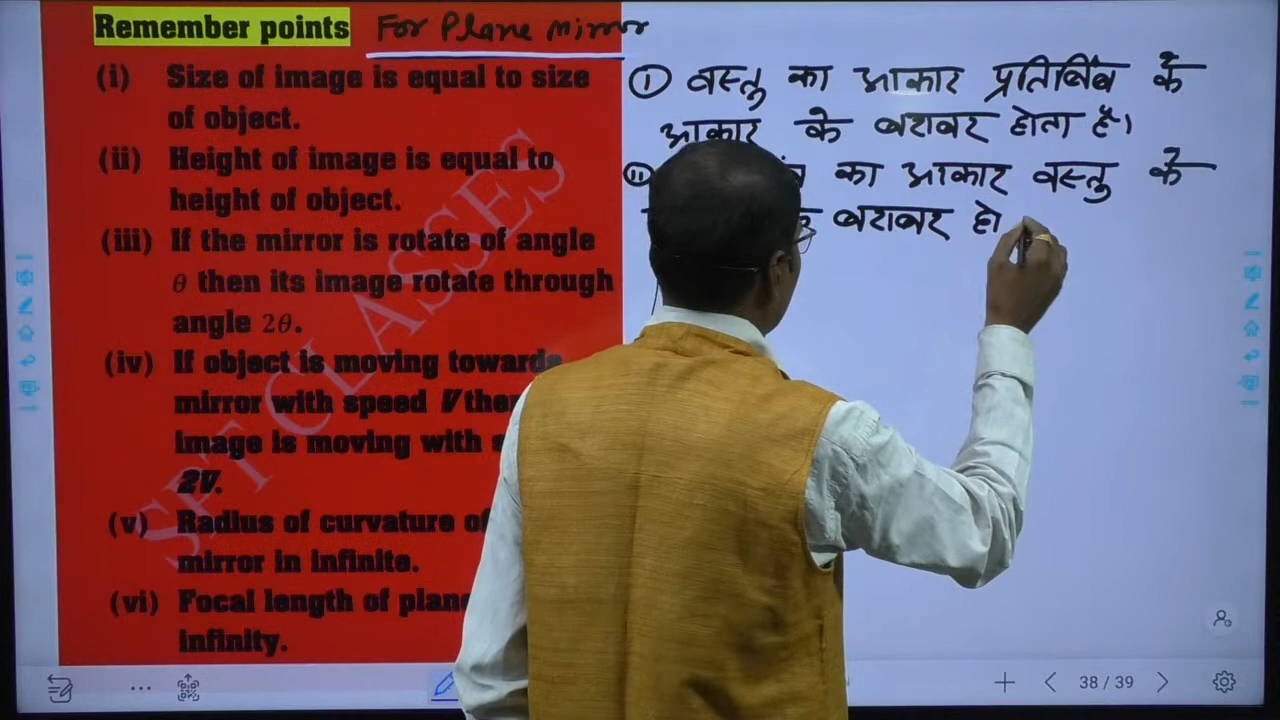 Remember points For Plane mirror
(i) Size of image is equal to size
of object.
(ii) Height of image is equal to
height of object.
(iii) If the mirror is rotate of angle
θ then its image rotate through
angle 2θ.
(iv) If object is moving towards
mirror with speed V then
image is moving with
2V.
(v) Radius of curvature of
mirror in infinite.
(vi) Focal length of plane
infinity.
SFT CLASSES
① वस्तु का आकार प्रतिबिंब के
आकार के बराबर होता है।
⑪ का आकार वस्तु के
बराबर हो
38 / 39